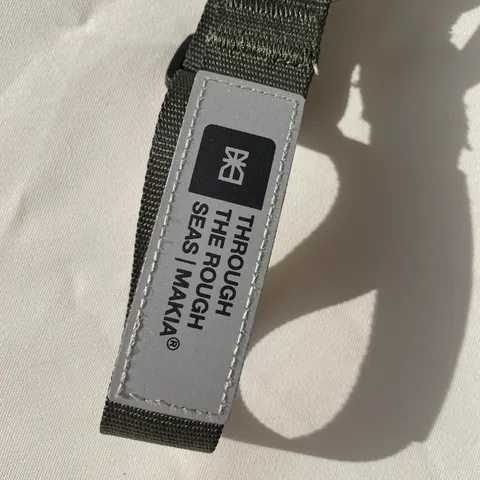 THROUGH
THE ROUGH
SEAS | MAKIA®